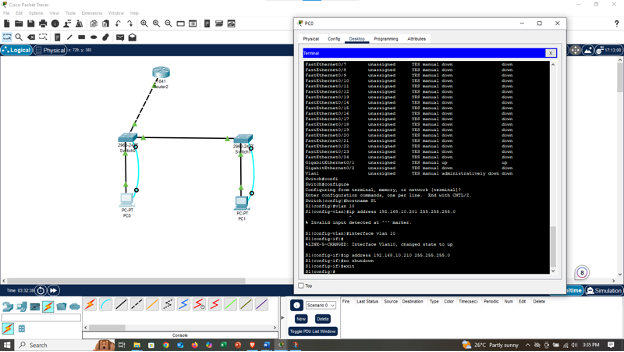 Cisco Packet Tracer
File Edit Options View Tools Extensions Window Help
Logical
Physical
x: 728, y: 385
17:13:00
1841
Router2
Switch
Switch
PC-PT
PC0
PC-PT
PC1
PC0
Physical Config Desktop Programming Attributes
Terminal
X
FastEthernet0/7 unassigned YES manual down down
FastEthernet0/8 unassigned YES manual down down
FastEthernet0/9 unassigned YES manual down down
FastEthernet0/10 unassigned YES manual down down
FastEthernet0/11 unassigned YES manual down down
FastEthernet0/12 unassigned YES manual down down
FastEthernet0/13 unassigned YES manual down down
FastEthernet0/14 unassigned YES manual down down
FastEthernet0/15 unassigned YES manual down down
FastEthernet0/16 unassigned YES manual down down
FastEthernet0/17 unassigned YES manual down down
FastEthernet0/18 unassigned YES manual down down
FastEthernet0/19 unassigned YES manual down down
FastEthernet0/20 unassigned YES manual down down
FastEthernet0/21 unassigned YES manual down down
FastEthernet0/22 unassigned YES manual down down
FastEthernet0/23 unassigned YES manual down down
FastEthernet0/24 unassigned YES manual down down
GigabitEthernet0/1 unassigned YES manual up up
GigabitEthernet0/2 unassigned YES manual down down
Vlan1 unassigned YES manual administratively down down
Switch#confi
Switch#configure
Configuring from terminal, memory, or network [terminal]?
Enter configuration commands, one per line. End with CNTL/Z.
Switch(config)#hostname S1
S1(config)#vlan 10
S1(config-vlan)#ip address 192.168.10.201 255.255.255.0
^
% Invalid input detected at '^' marker.
S1(config-vlan)#interface vlan 10
S1(config-if)#
%LINK-5-CHANGED: Interface Vlan10, changed state to up
S1(config-if)#ip address 192.168.10.210 255.255.255.0
S1(config-if)#no shutdown
S1(config-if)#exit
S1(config)#
Top
8
Time: 03:32:38
Realtime
Simulation
Console
Scenario 0
New Delete
Toggle PDU List Window
Fire Last Status Source Destination Type Color Time(sec) Periodic Num Edit Delete
Search
26°C Partly sunny
3:35 PM